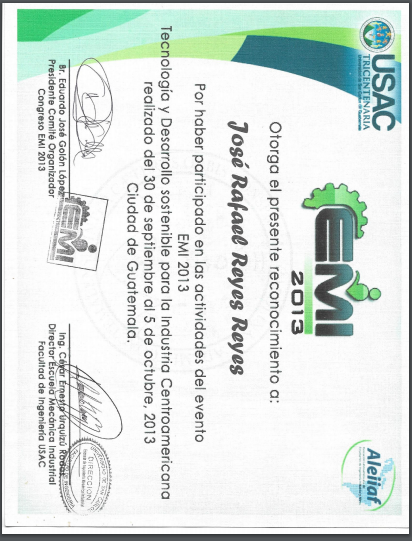 USAC
TRICENTENARIA
EMI
2013
Aleiiaf
Otorga el presente reconocimiento a:
José Rafael Reyes Reyes
Por haber participado en las actividades del evento
EMI 2013
Tecnología y Desarrollo sostenible para la Industria Centroamericana
realizado del 30 de septiembre al 5 de octubre, 2013
Ciudad de Guatemala.
Br. Eduardo José Galán López
Presidente Comité Organizador
Congreso EMI 2013
EMI
Ing. César Ernesto Urquizú Rodas
Director Escuela Mecánica Industrial
Facultad de Ingeniería USAC
DIRECCION